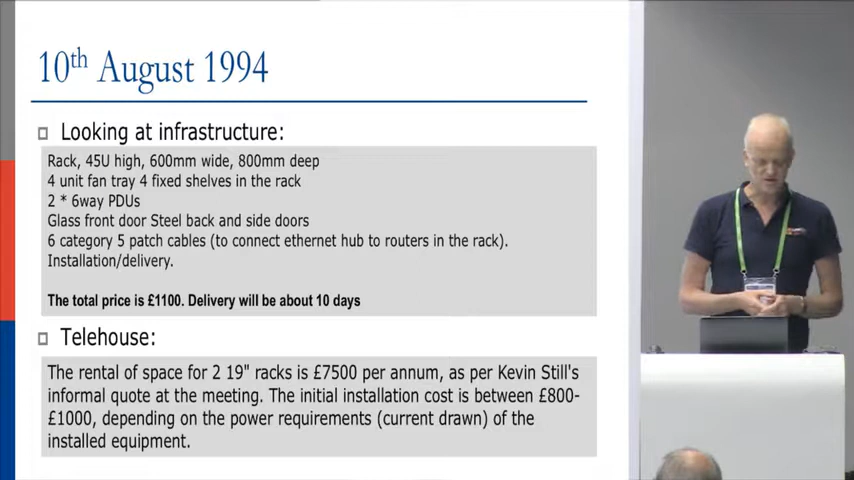 10th August 1994
Looking at infrastructure:
Rack, 45U high, 600mm wide, 800mm deep
4 unit fan tray 4 fixed shelves in the rack
2 * 6way PDUs
Glass front door Steel back and side doors
6 category 5 patch cables (to connect ethernet hub to routers in the rack).
Installation/delivery.
The total price is £1100. Delivery will be about 10 days
Telehouse:
The rental of space for 2 19" racks is £7500 per annum, as per Kevin Still's
informal quote at the meeting. The initial installation cost is between £800-
£1000, depending on the power requirements (current drawn) of the
installed equipment.